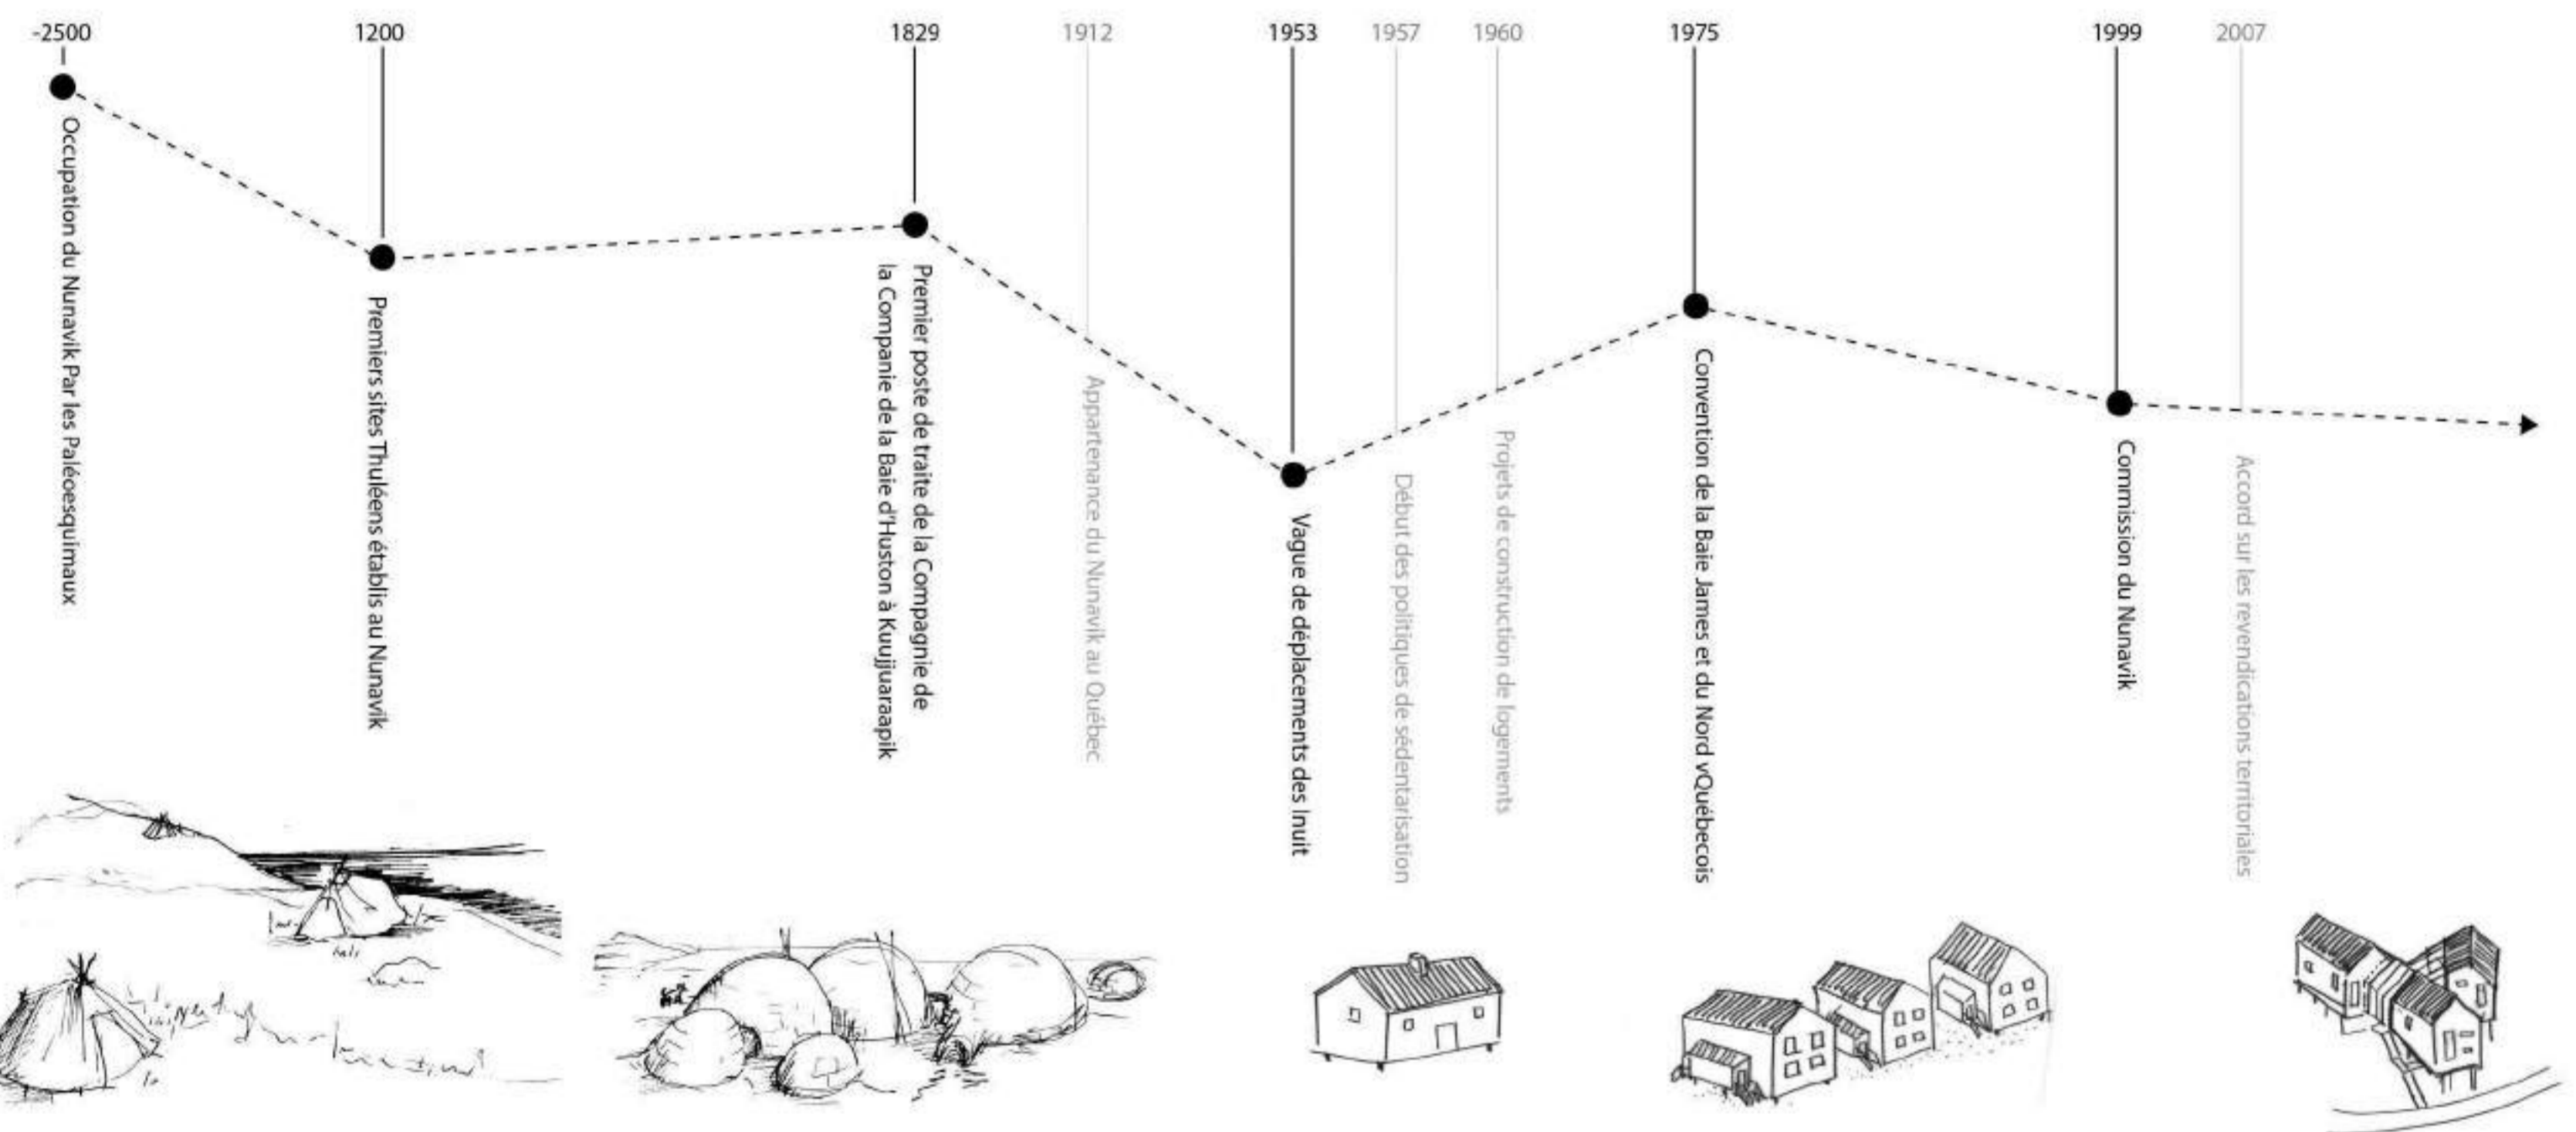 -2500
Occupation du Nunavik Par les Paléoesquimaux
1200
Premiers sites Thuléens établis au Nunavik
1829
Premier poste de traite de la Compagnie de
la Companie de la Baie d'Huston à Kuujjuaraapik
1912
Appartenance du Nunavik au Québec
1953
Vague de déplacements des Inuit
1957
Début des politiques de sédentarisation
1960
Projets de construction de logements
1975
Convention de la Baie James et du Nord vQuébecois
1999
Commission du Nunavik
2007
Accord sur les revendications territoriales